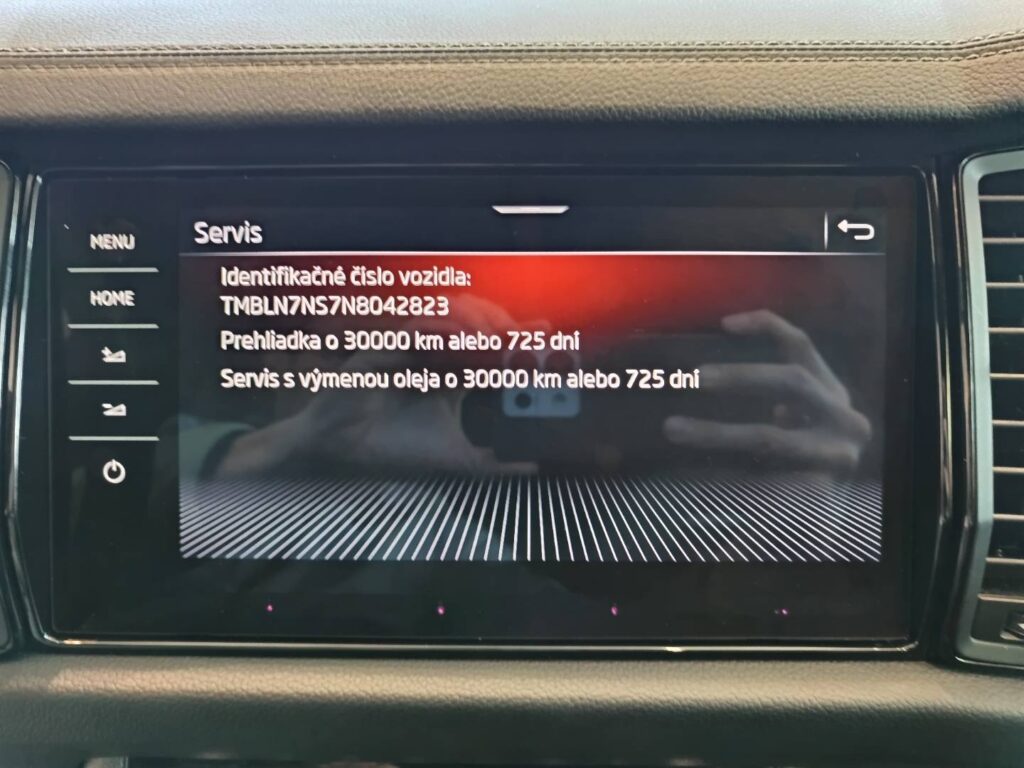 Servis
MENU
Identifikačné číslo vozidla:
TMBLN7NS7N8042823
HOME
Prehliadka o 30000 km alebo 725 dní
Servis s výmenou oleja o 30000 km alebo 725 dní